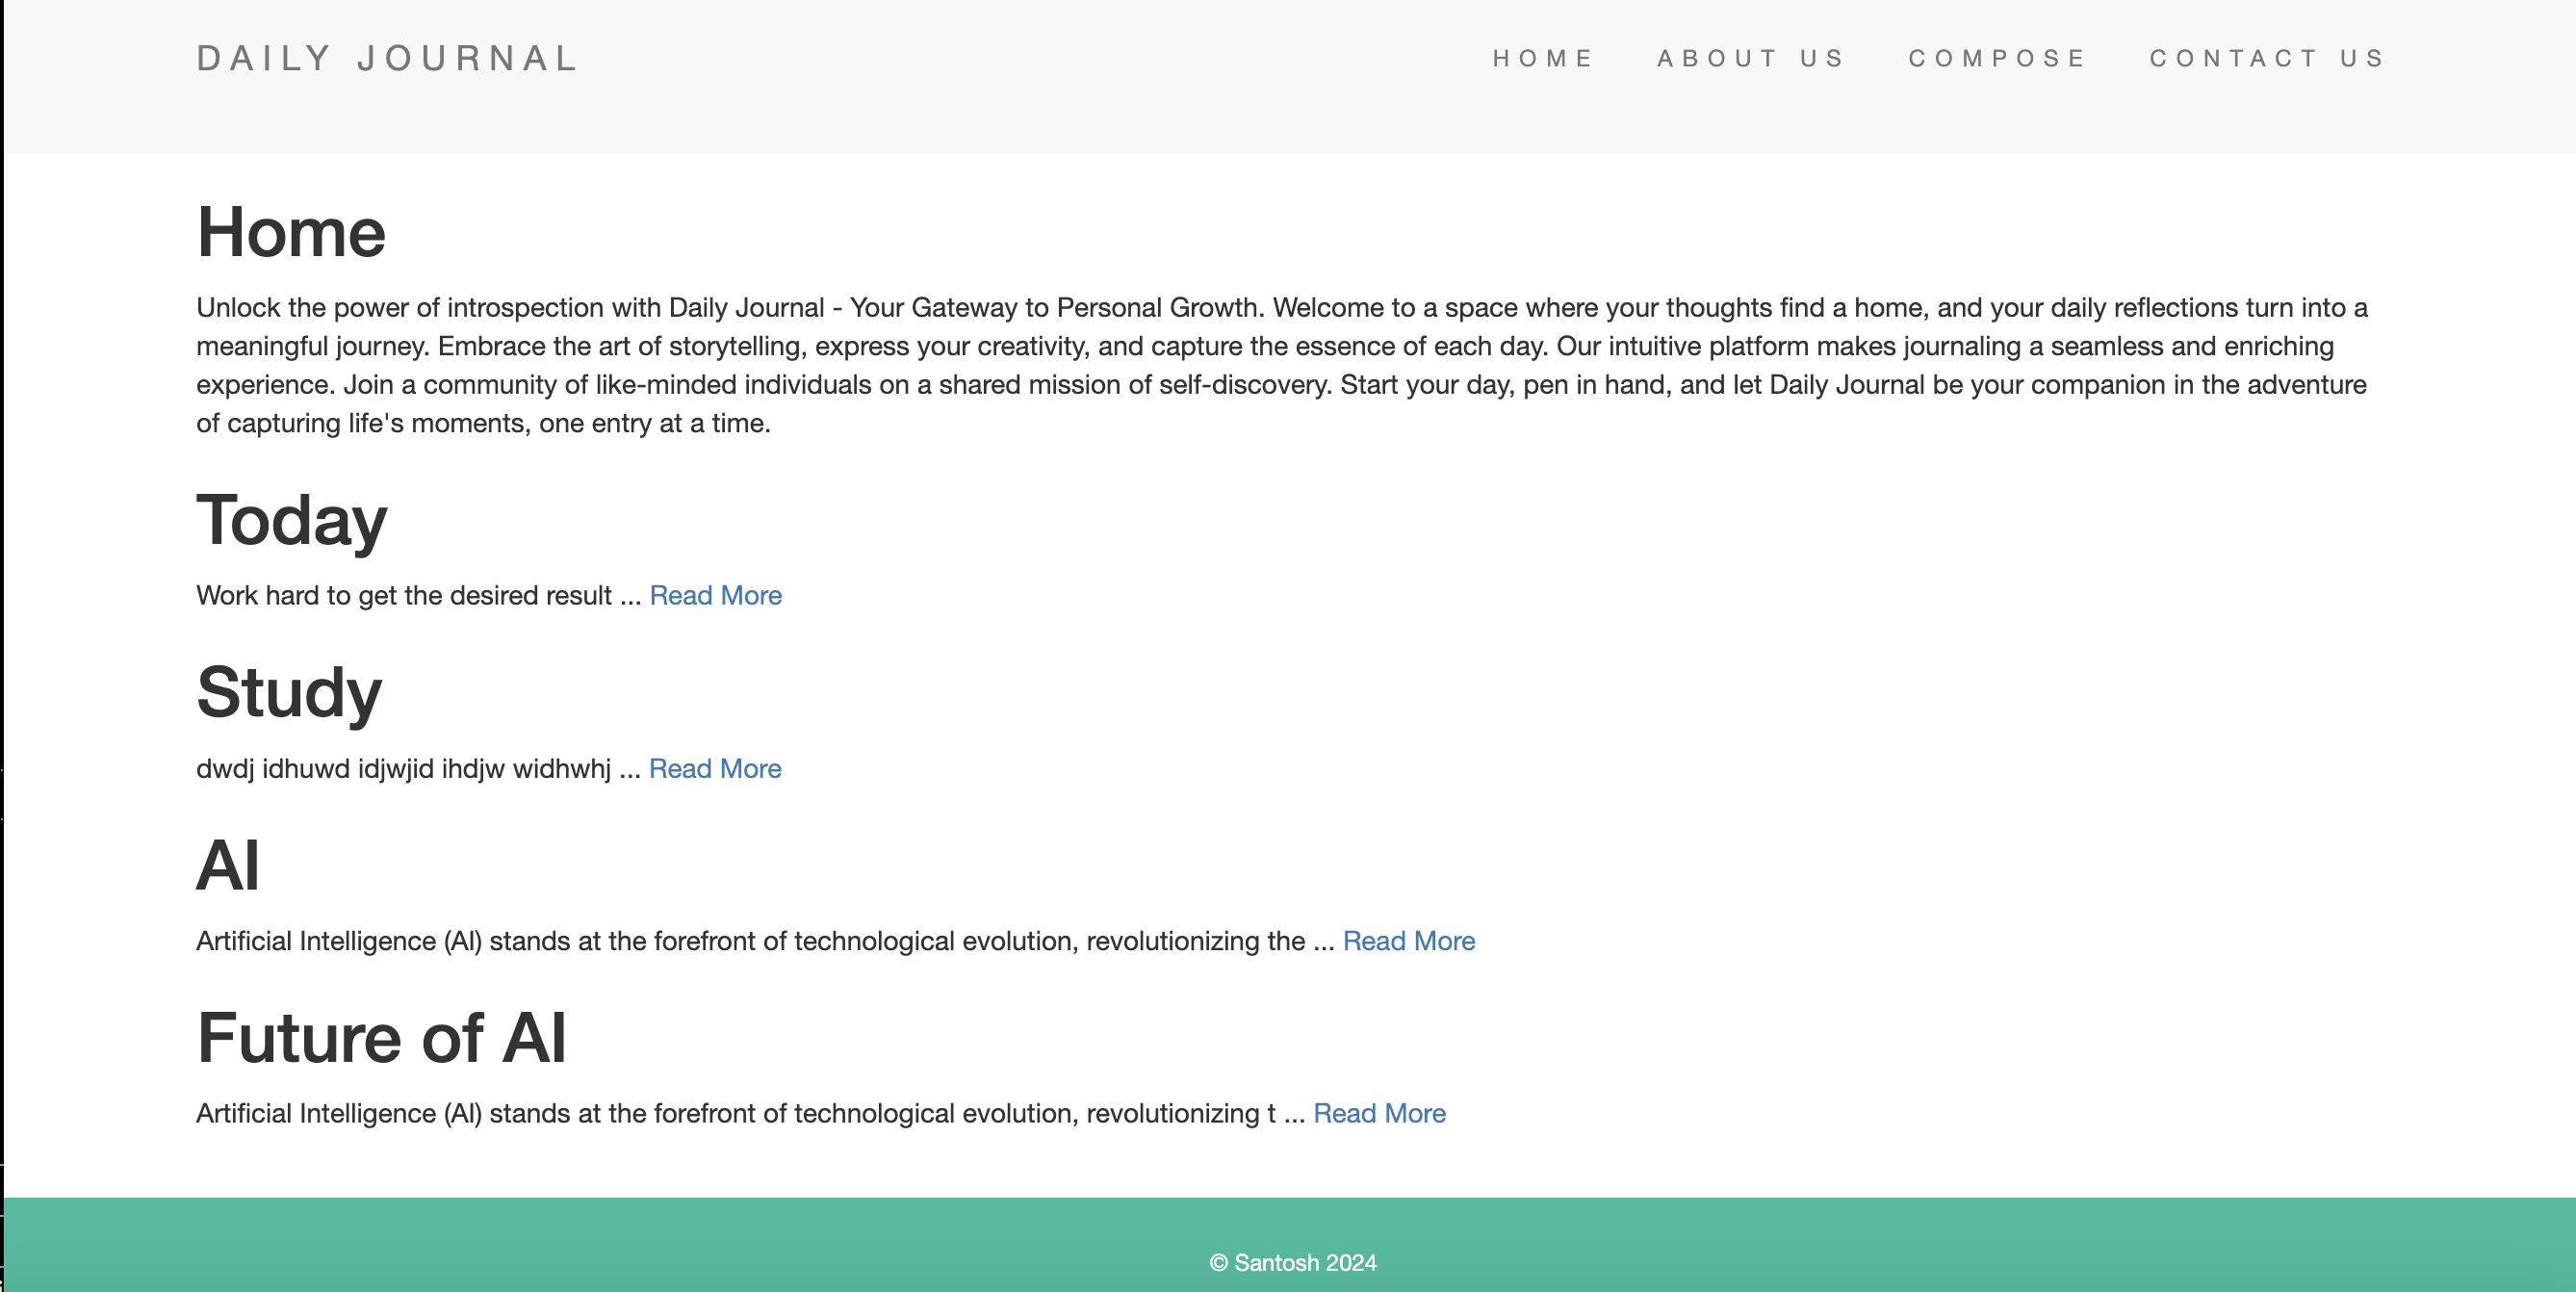 DAILY JOURNAL
HOME ABOUT US COMPOSE CONTACT US
Home
Unlock the power of introspection with Daily Journal - Your Gateway to Personal Growth. Welcome to a space where your thoughts find a home, and your daily reflections turn into a
meaningful journey. Embrace the art of storytelling, express your creativity, and capture the essence of each day. Our intuitive platform makes journaling a seamless and enriching
experience. Join a community of like-minded individuals on a shared mission of self-discovery. Start your day, pen in hand, and let Daily Journal be your companion in the adventure
of capturing life's moments, one entry at a time.
Today
Work hard to get the desired result ... Read More
Study
dwdj idhuwd idjwjid ihdjw widhwhj ... Read More
AI
Artificial Intelligence (AI) stands at the forefront of technological evolution, revolutionizing the ... Read More
Future of AI
Artificial Intelligence (AI) stands at the forefront of technological evolution, revolutionizing t ... Read More
© Santosh 2024